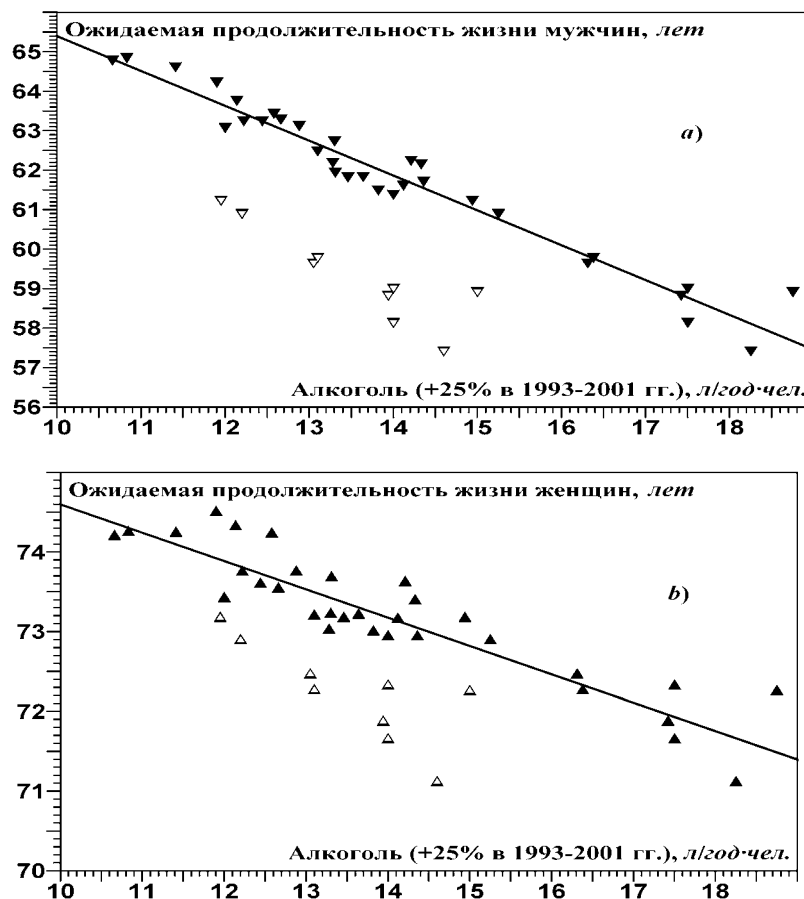 Ожидаемая продолжительность жизни мужчин, лет
65
64
63
62
61
60
59
58
57
56
a)
Алкоголь (+25% в 1993-2001 гг.), л/год·чел.
10 11 12 13 14 15 16 17 18
Ожидаемая продолжительность жизни женщин, лет
74
73
72
71
70
b)
Алкоголь (+25% в 1993-2001 гг.), л/год·чел.
10 11 12 13 14 15 16 17 18